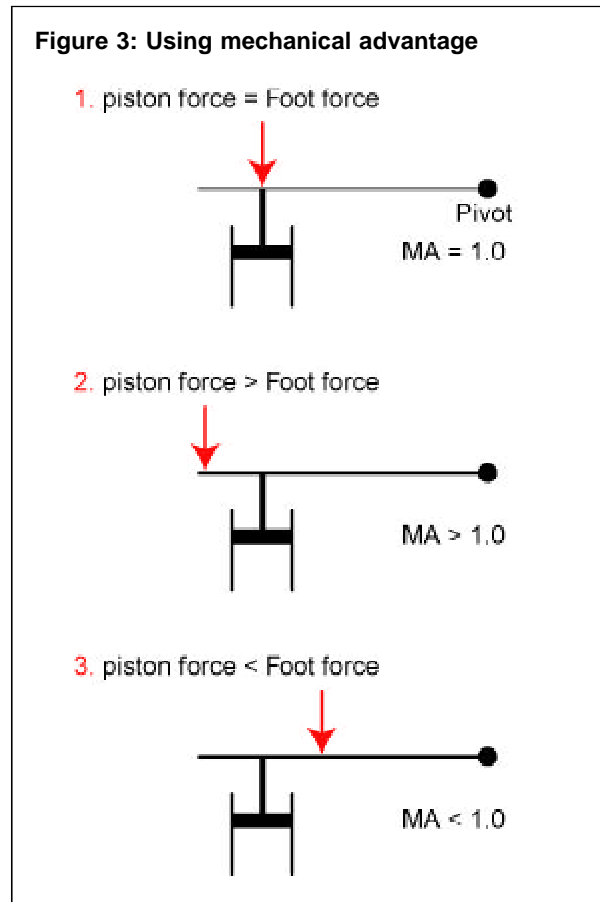 Figure 3: Using mechanical advantage
1. piston force = Foot force
Pivot
MA = 1.0
2. piston force > Foot force
MA > 1.0
3. piston force < Foot force
MA < 1.0